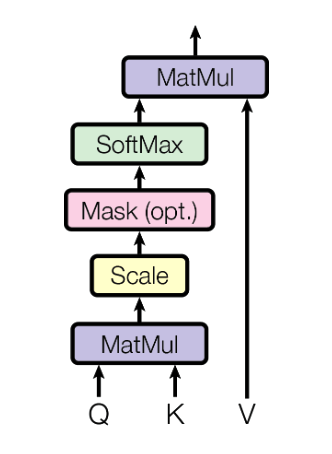 MatMul
SoftMax
Mask (opt.)
Scale
MatMul
Q K V